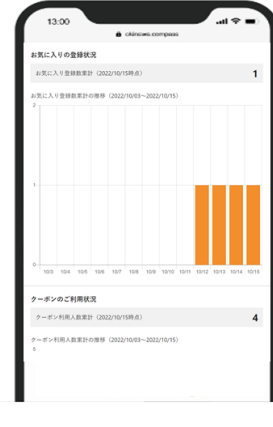 13:00
okinawa.compass
お気に入りの登録状況
お気に入り登録数累計（2022/10/15時点） 1
お気に入り登録数累計の推移（2022/10/03〜2022/10/15）
2
1
0
10/3 10/4 10/5 10/6 10/7 10/8 10/9 10/10 10/11 10/12 10/13 10/14 10/15
クーポンのご利用状況
クーポン利用人数累計（2022/10/15時点） 4
クーポン利用人数累計の推移（2022/10/03〜2022/10/15）
5